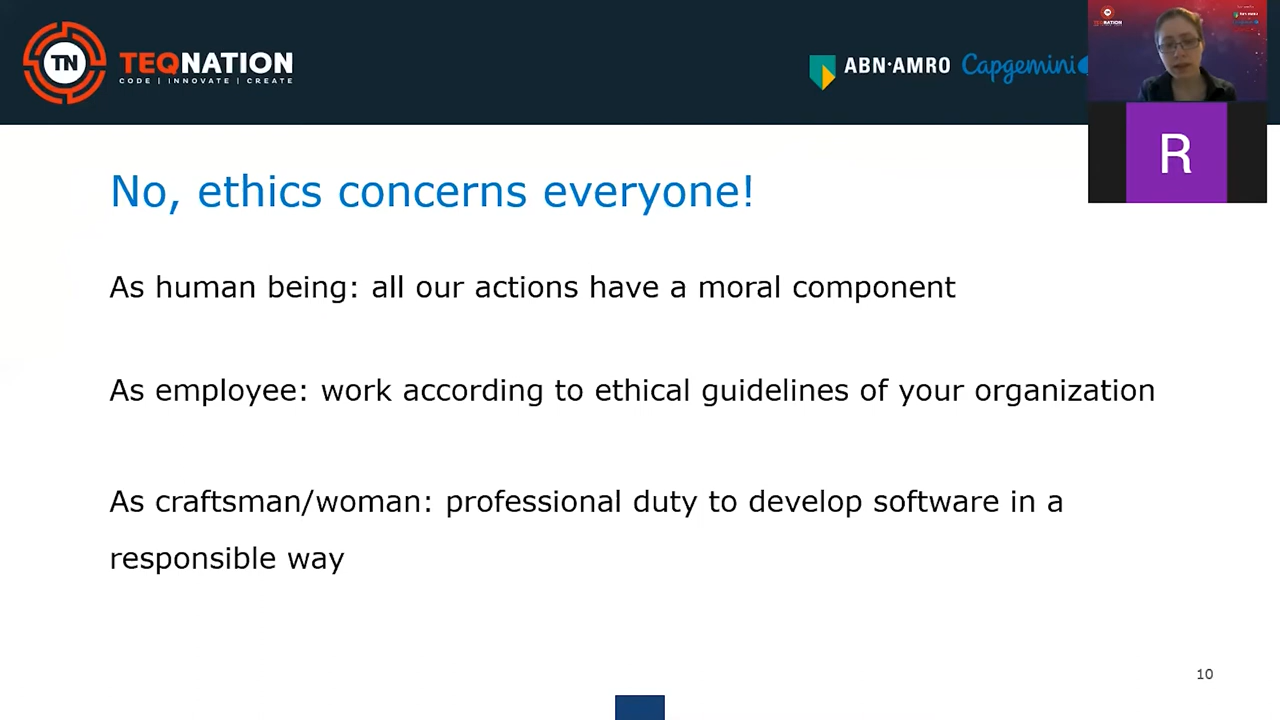 TN
TEQNATION
CODE | INNOVATE | CREATE
ABN·AMRO
Capgemini
R
No, ethics concerns everyone!
As human being: all our actions have a moral component
As employee: work according to ethical guidelines of your organization
As craftsman/woman: professional duty to develop software in a
responsible way
10